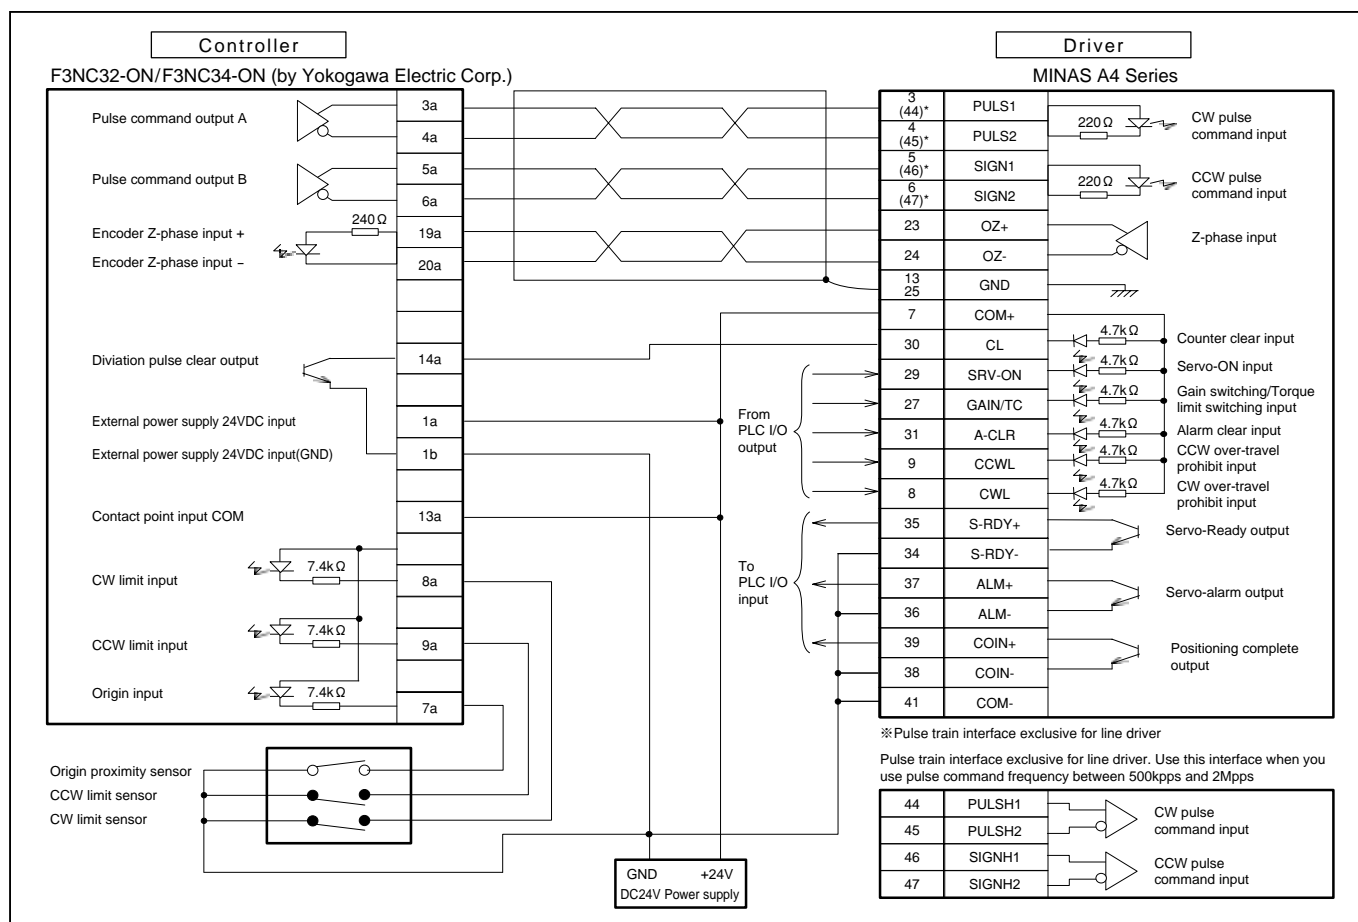 Controller
F3NC32-ON/F3NC34-ON (by Yokogawa Electric Corp.)
Pulse command output A
3a
4a
Pulse command output B
5a
6a
240Ω
Encoder Z-phase input +
19a
Encoder Z-phase input −
20a
Diviation pulse clear output
14a
External power supply 24VDC input
1a
External power supply 24VDC input(GND)
1b
Contact point input COM
13a
CW limit input
7.4kΩ
8a
CCW limit input
7.4kΩ
9a
Origin input
7.4kΩ
7a
Origin proximity sensor
CCW limit sensor
CW limit sensor
GND +24V
DC24V Power supply
From
PLC I/O
output
To
PLC I/O
input
Driver
MINAS A4 Series
3
(44)*
PULS1
4
(45)*
PULS2
220Ω
CW pulse
command input
5
(46)*
SIGN1
6
(47)*
SIGN2
220Ω
CCW pulse
command input
23 OZ+
24 OZ-
Z-phase input
13
25
GND
7 COM+
30 CL
4.7kΩ
Counter clear input
29 SRV-ON
4.7kΩ
Servo-ON input
27 GAIN/TC
4.7kΩ
Gain switching/Torque
limit switching input
31 A-CLR
4.7kΩ
Alarm clear input
9 CCWL
4.7kΩ
CCW over-travel
prohibit input
8 CWL
4.7kΩ
CW over-travel
prohibit input
35 S-RDY+
34 S-RDY-
Servo-Ready output
37 ALM+
36 ALM-
Servo-alarm output
39 COIN+
38 COIN-
Positioning complete
output
41 COM-
※Pulse train interface exclusive for line driver
Pulse train interface exclusive for line driver. Use this interface when you
use pulse command frequency between 500kpps and 2Mpps
44 PULSH1
45 PULSH2
CW pulse
command input
46 SIGNH1
47 SIGNH2
CCW pulse
command input